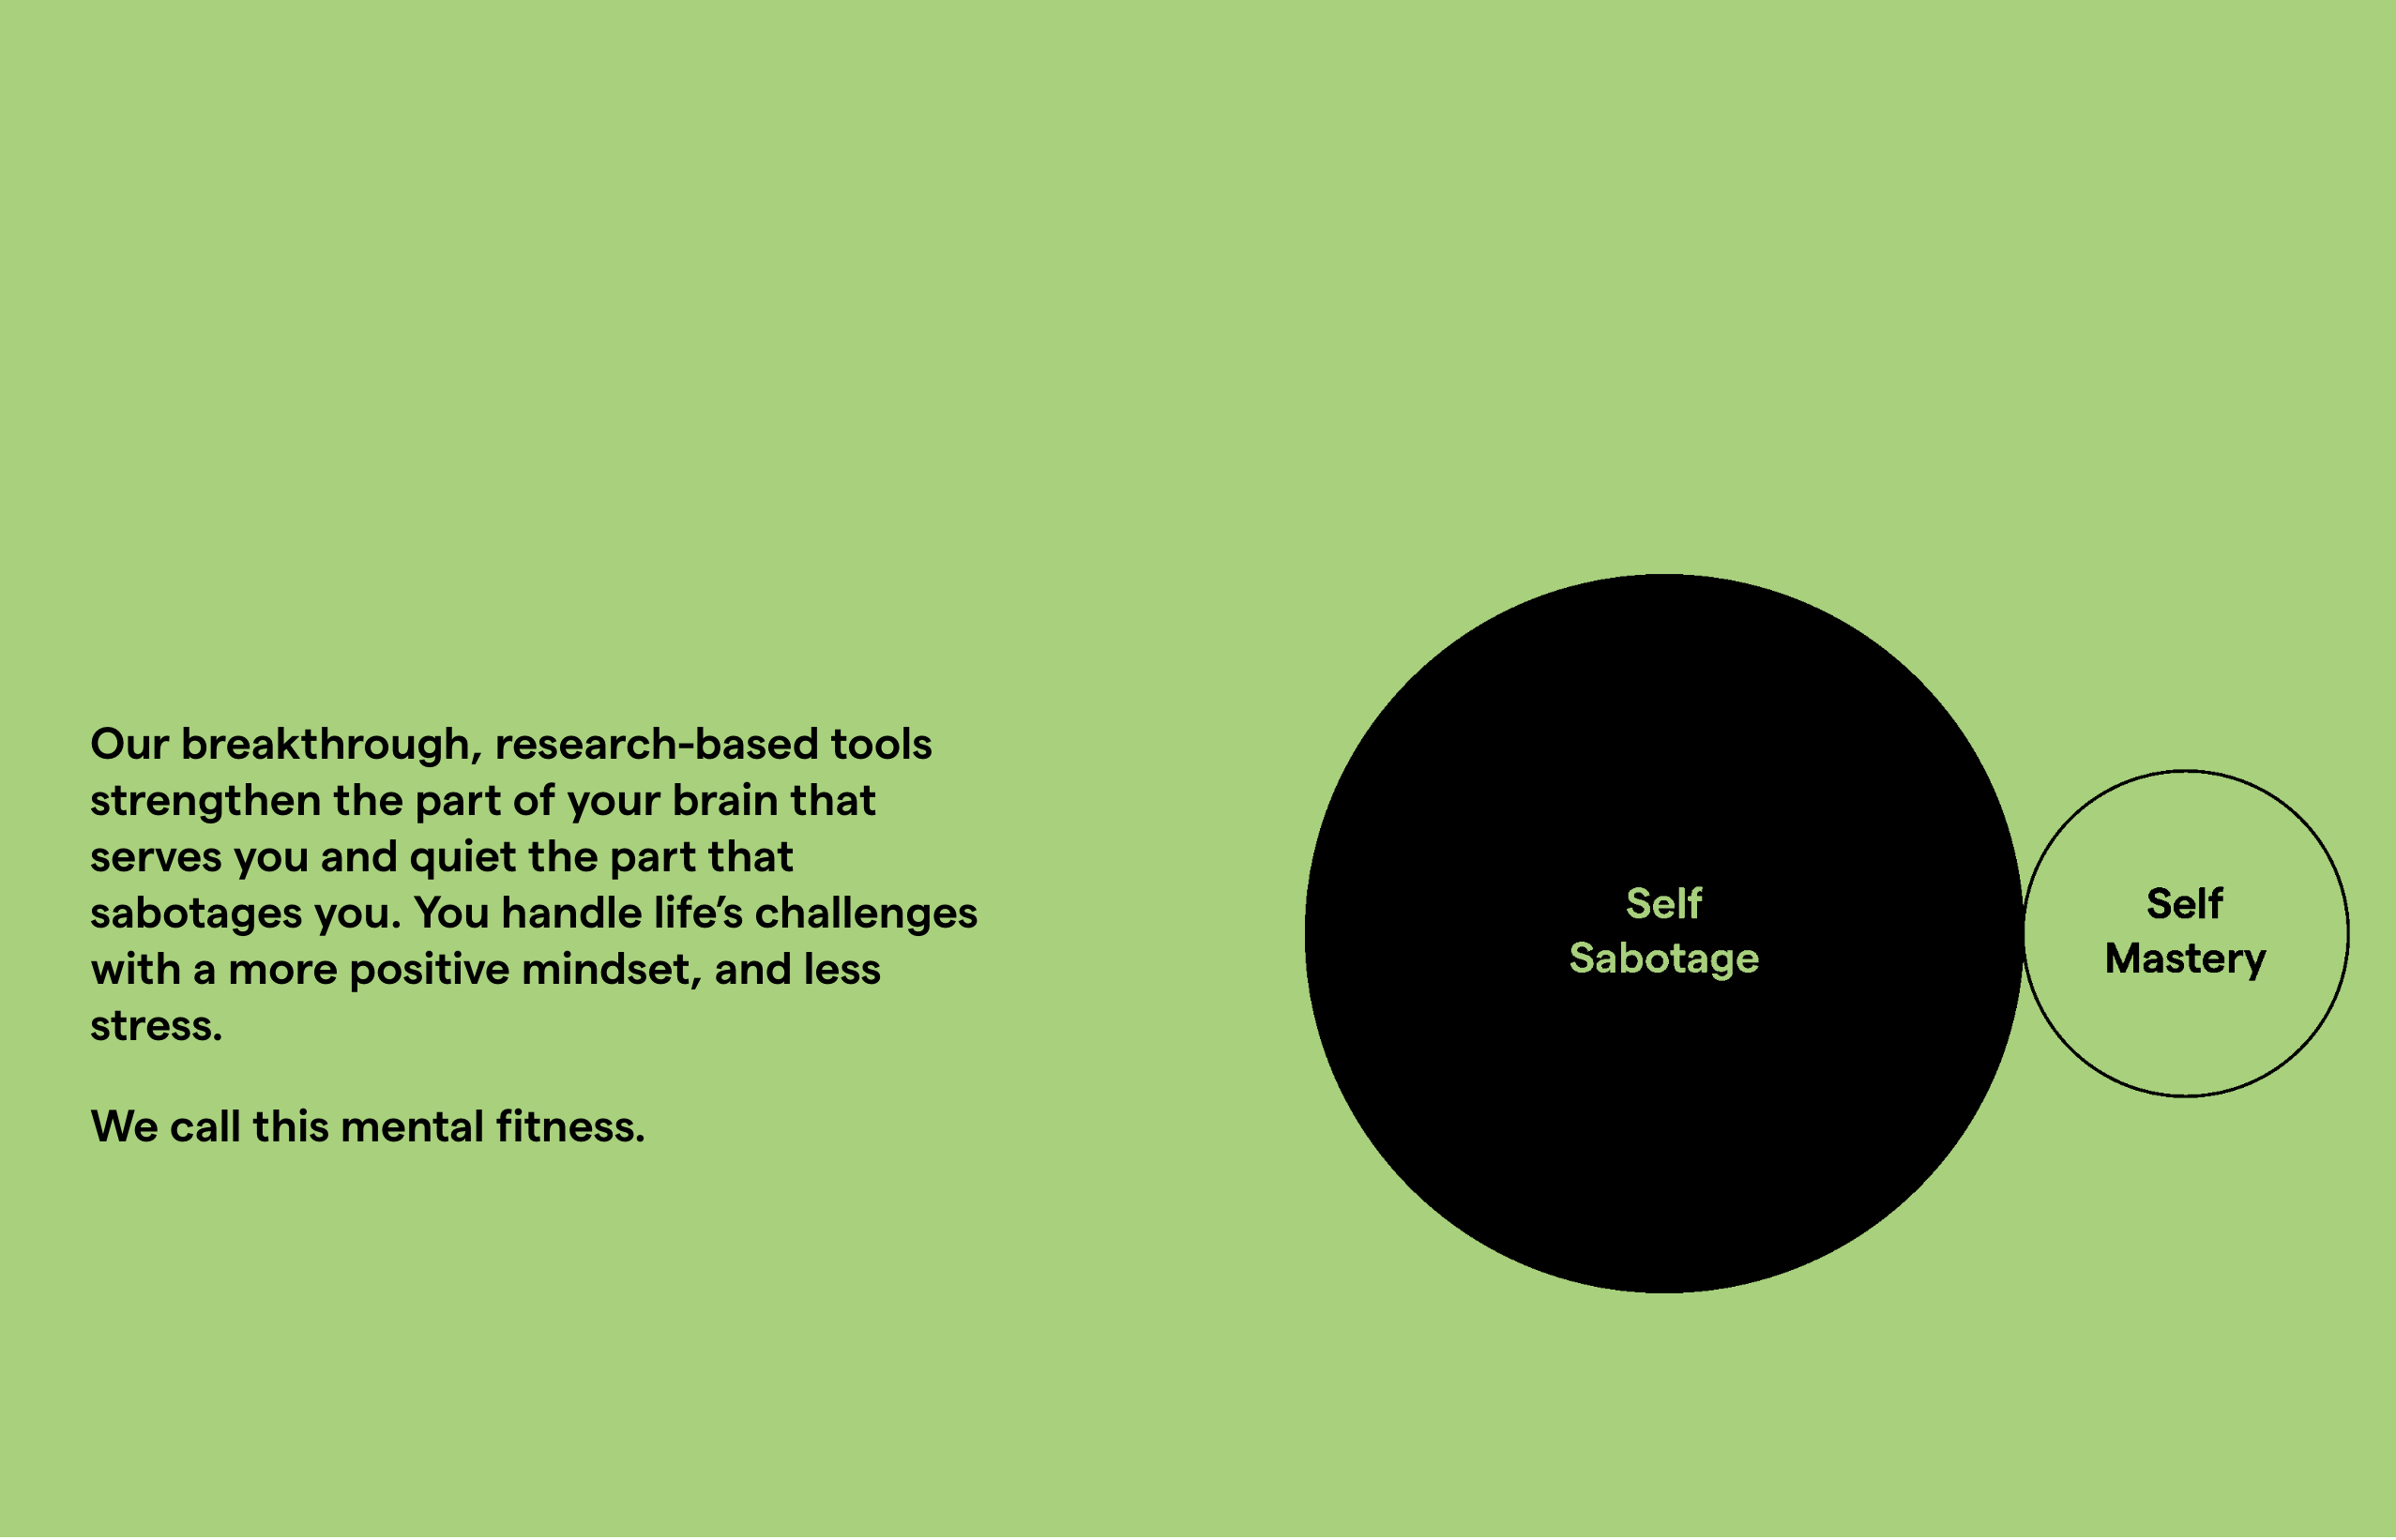 Our breakthrough, research-based tools
strengthen the part of your brain that
serves you and quiet the part that
sabotages you. You handle life’s challenges
with a more positive mindset, and less
stress.
We call this mental fitness.
Self
Sabotage
Self
Mastery